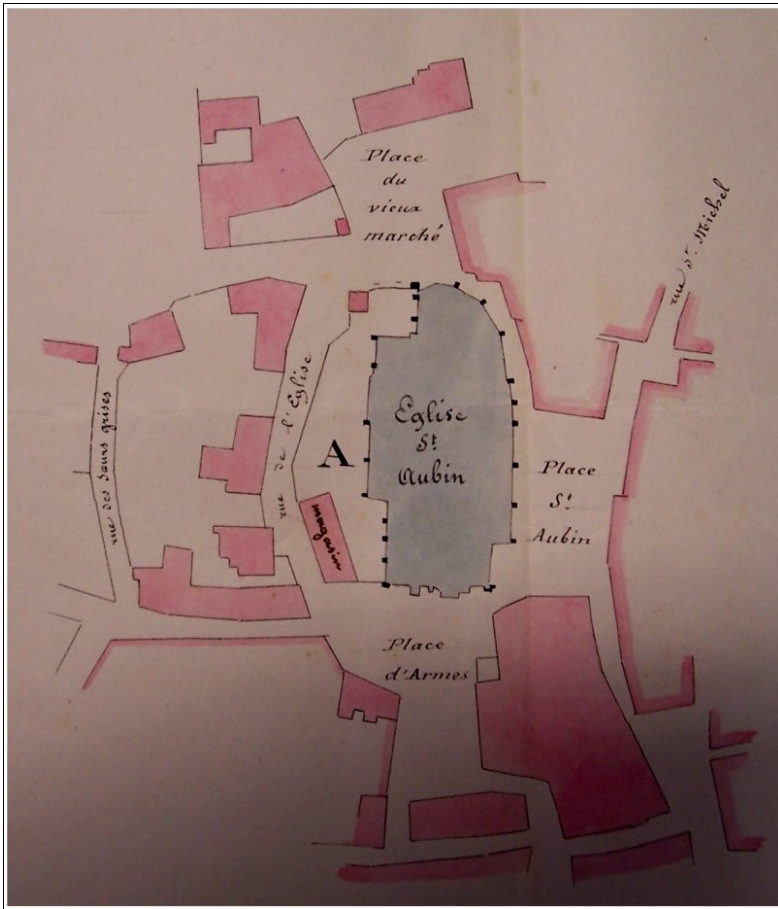 Place
du
vieux
marché
rue St. Michel
rue des Sœurs grises
rue de l'Eglise
A
Eglise
St
Aubin
Place
St.
Aubin
magasin
Place
d'Armes